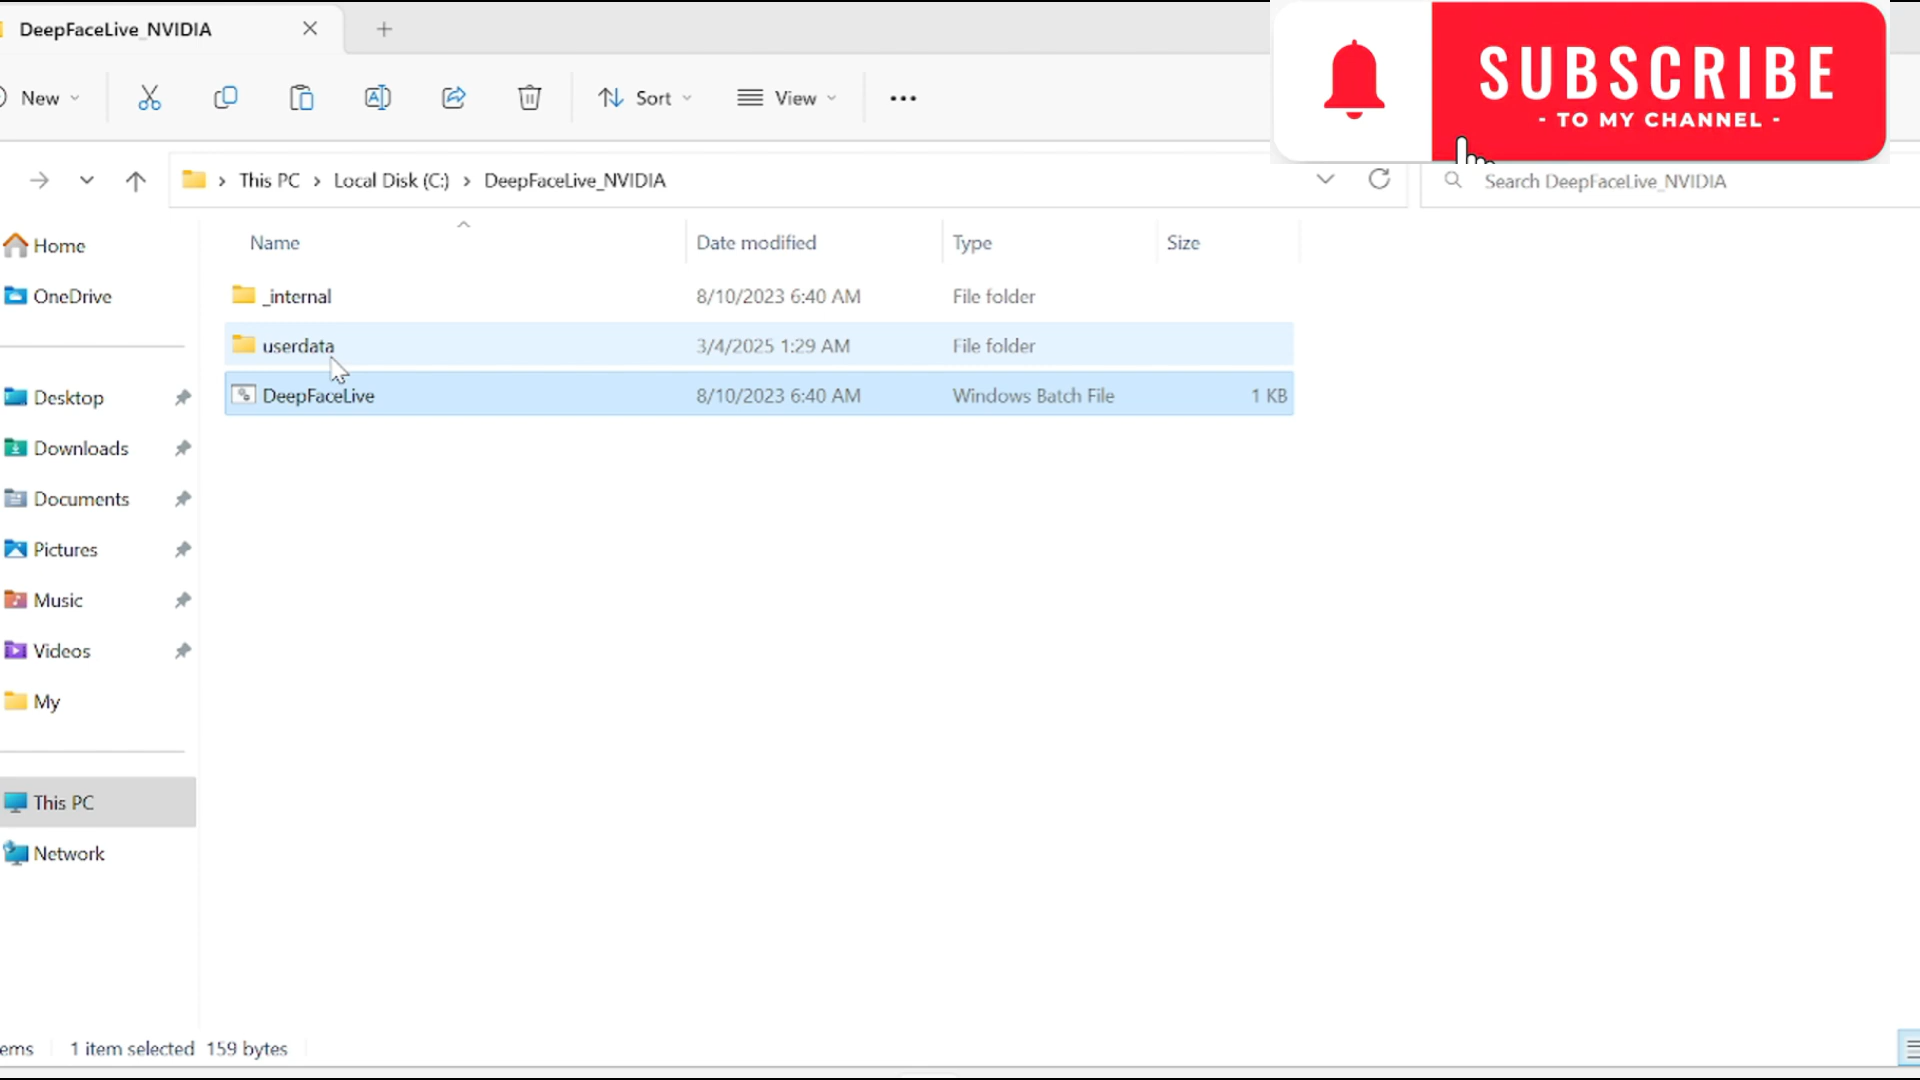 DeepFaceLive_NVIDIA
SUBSCRIBE
- TO MY CHANNEL -
New
Sort
View
This PC > Local Disk (C:) > DeepFaceLive_NVIDIA
Search DeepFaceLive_NVIDIA
Name Date modified Type Size
_internal 8/10/2023 6:40 AM File folder
userdata 3/4/2025 1:29 AM File folder
DeepFaceLive 8/10/2023 6:40 AM Windows Batch File 1 KB
Home
OneDrive
Desktop
Downloads
Documents
Pictures
Music
Videos
My
This PC
Network
ems 1 item selected 159 bytes